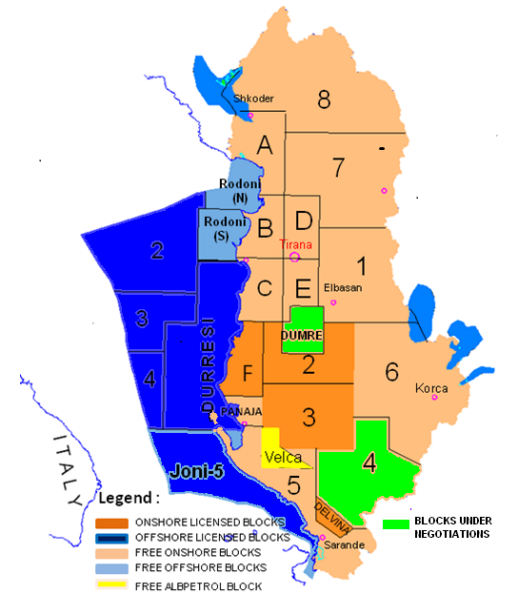 Shkoder
8
A
7
Rodoni
(N)
Rodoni
(S)
B
D
Tirana
2
1
C
E
Elbasan
3
DUMRE
DURRESI
4
F
2
6
Korca
PANAJA
3
ITALY
Velca
4
Joni-5
5
DELVINA
Sarande
Legend :
ONSHORE LICENSED BLOCKS
OFFSHORE LICENSED BLOCKS
FREE ONSHORE BLOCKS
FREE OFFSHORE BLOCKS
FREE ALBPETROL BLOCK
BLOCKS UNDER
NEGOTIATIONS